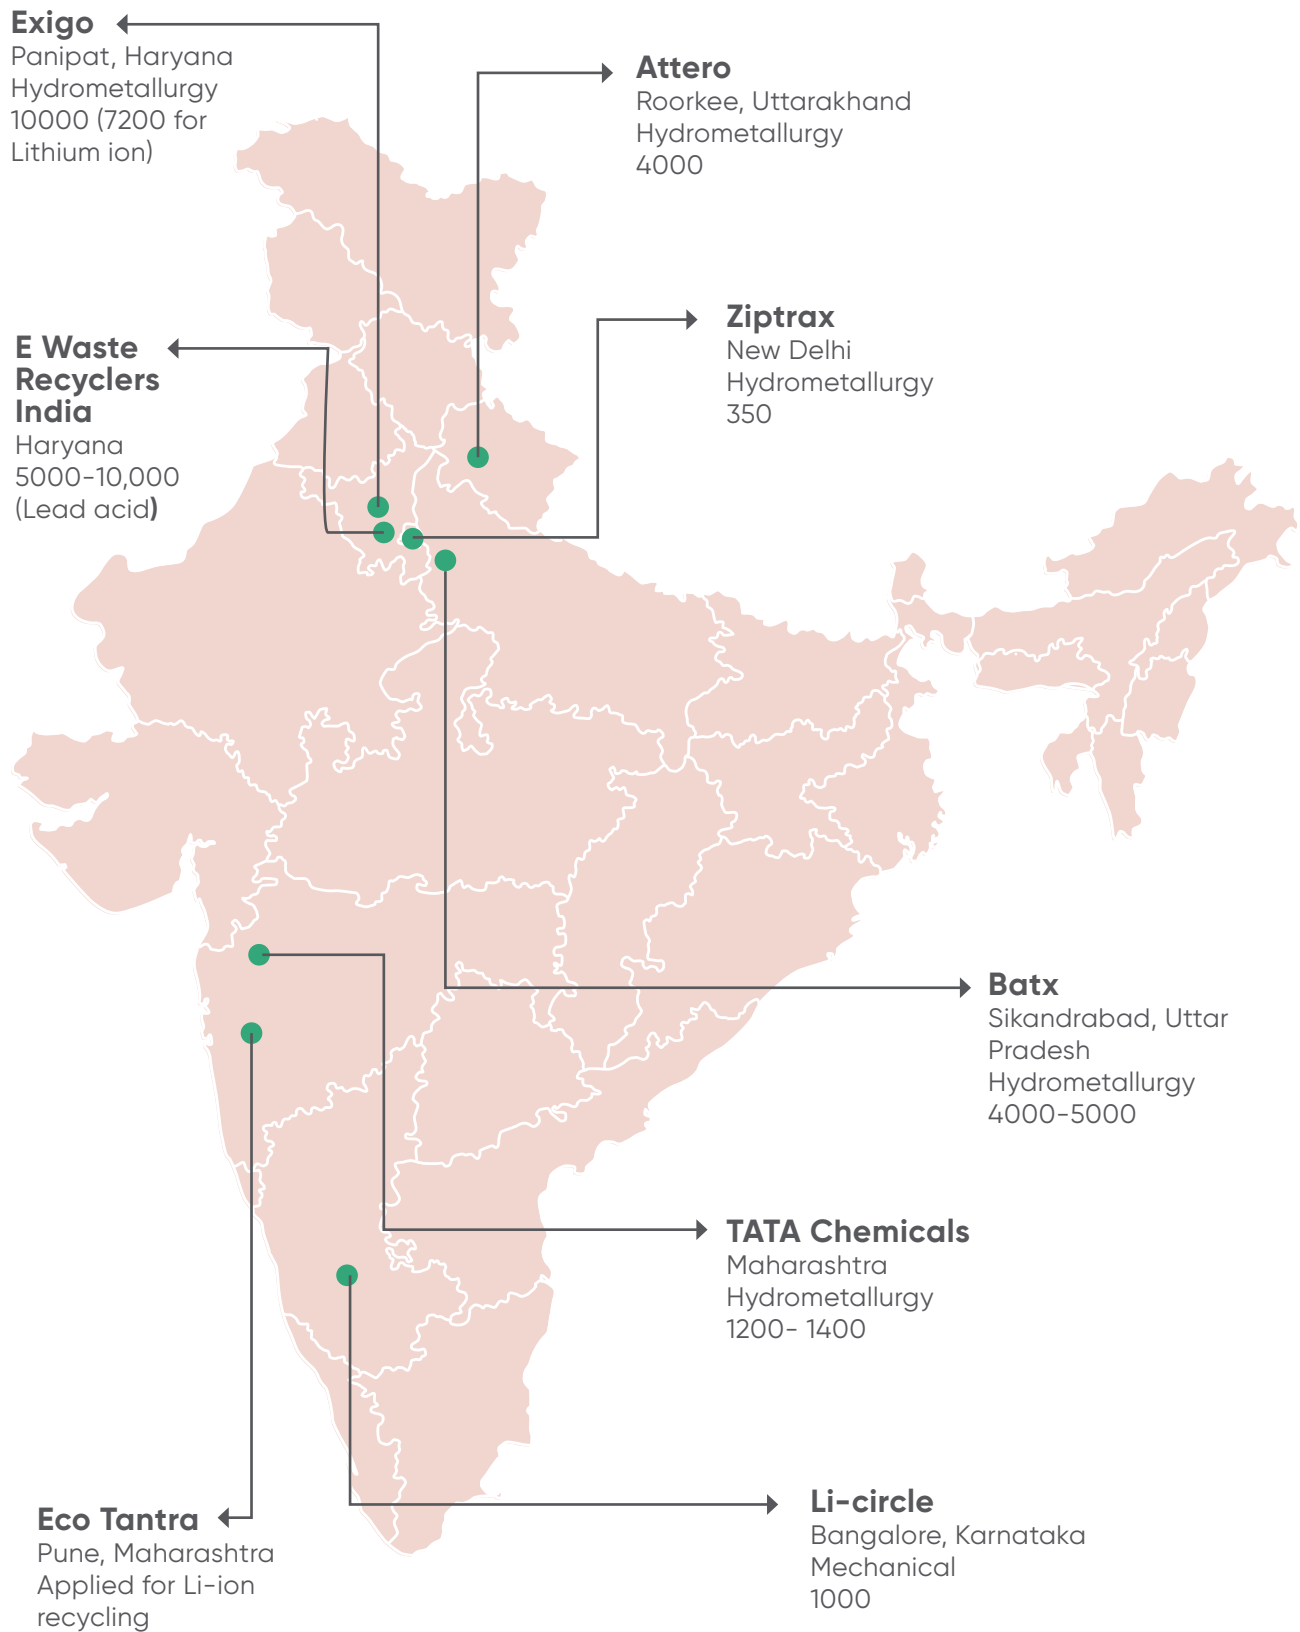 Exigo
Panipat, Haryana
Hydrometallurgy
10000 (7200 for
Lithium ion)
Attero
Roorkee, Uttarakhand
Hydrometallurgy
4000
Ziptrax
New Delhi
Hydrometallurgy
350
E Waste
Recyclers
India
Haryana
5000-10,000
(Lead acid)
Batx
Sikandrabad, Uttar
Pradesh
Hydrometallurgy
4000-5000
TATA Chemicals
Maharashtra
Hydrometallurgy
1200- 1400
Li-circle
Bangalore, Karnataka
Mechanical
1000
Eco Tantra
Pune, Maharashtra
Applied for Li-ion
recycling